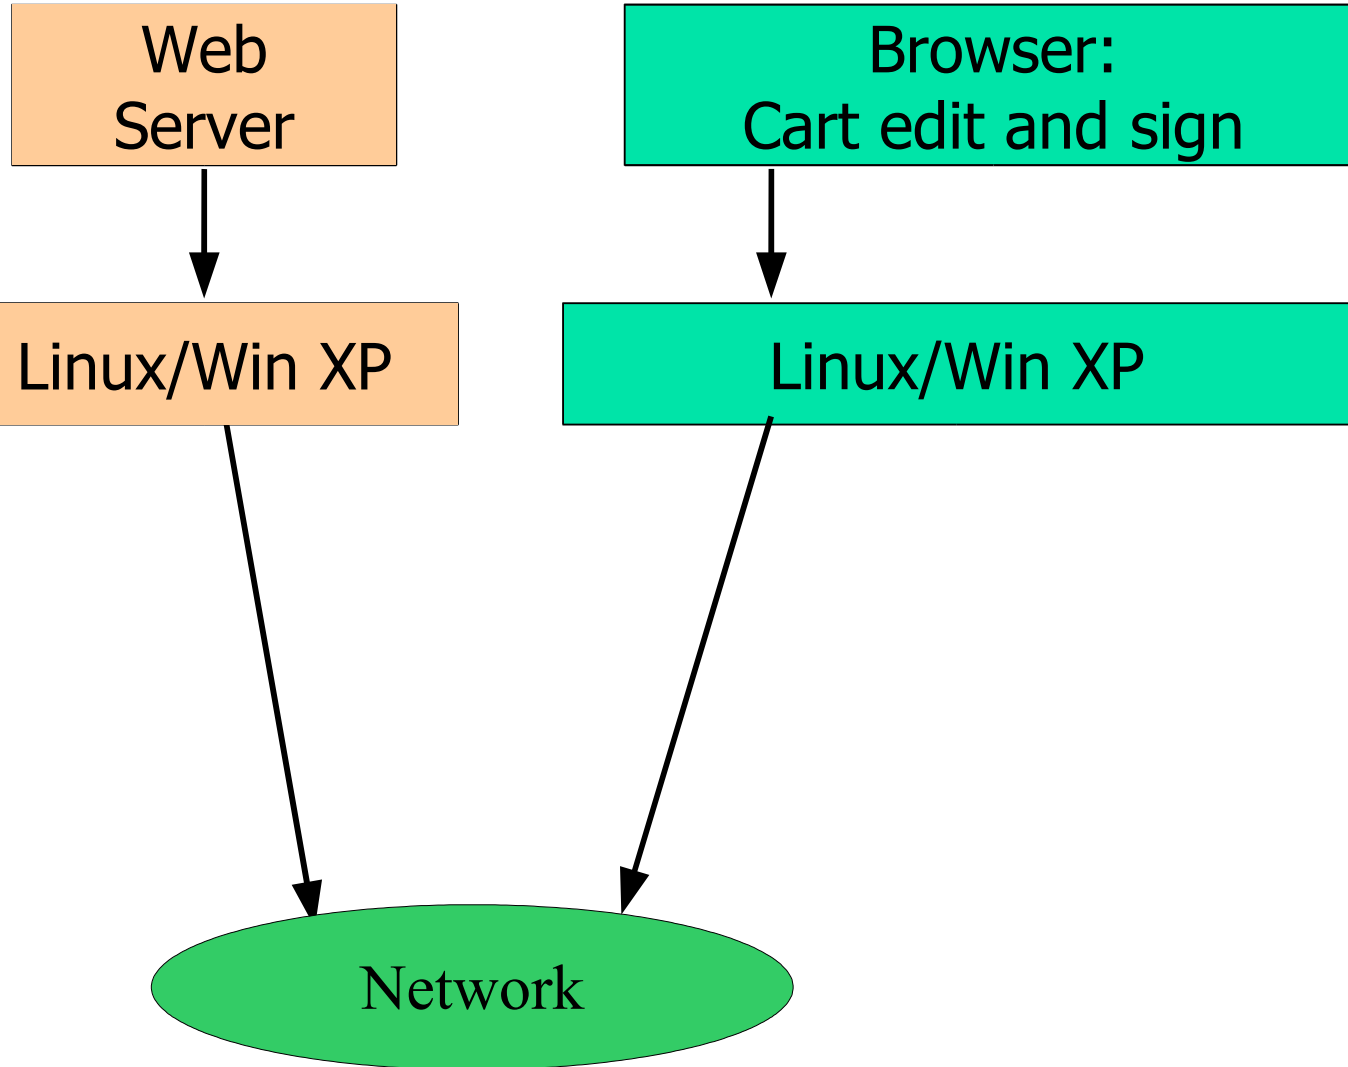 Web
Server
Browser:
Cart edit and sign
Linux/Win XP
Linux/Win XP
Network